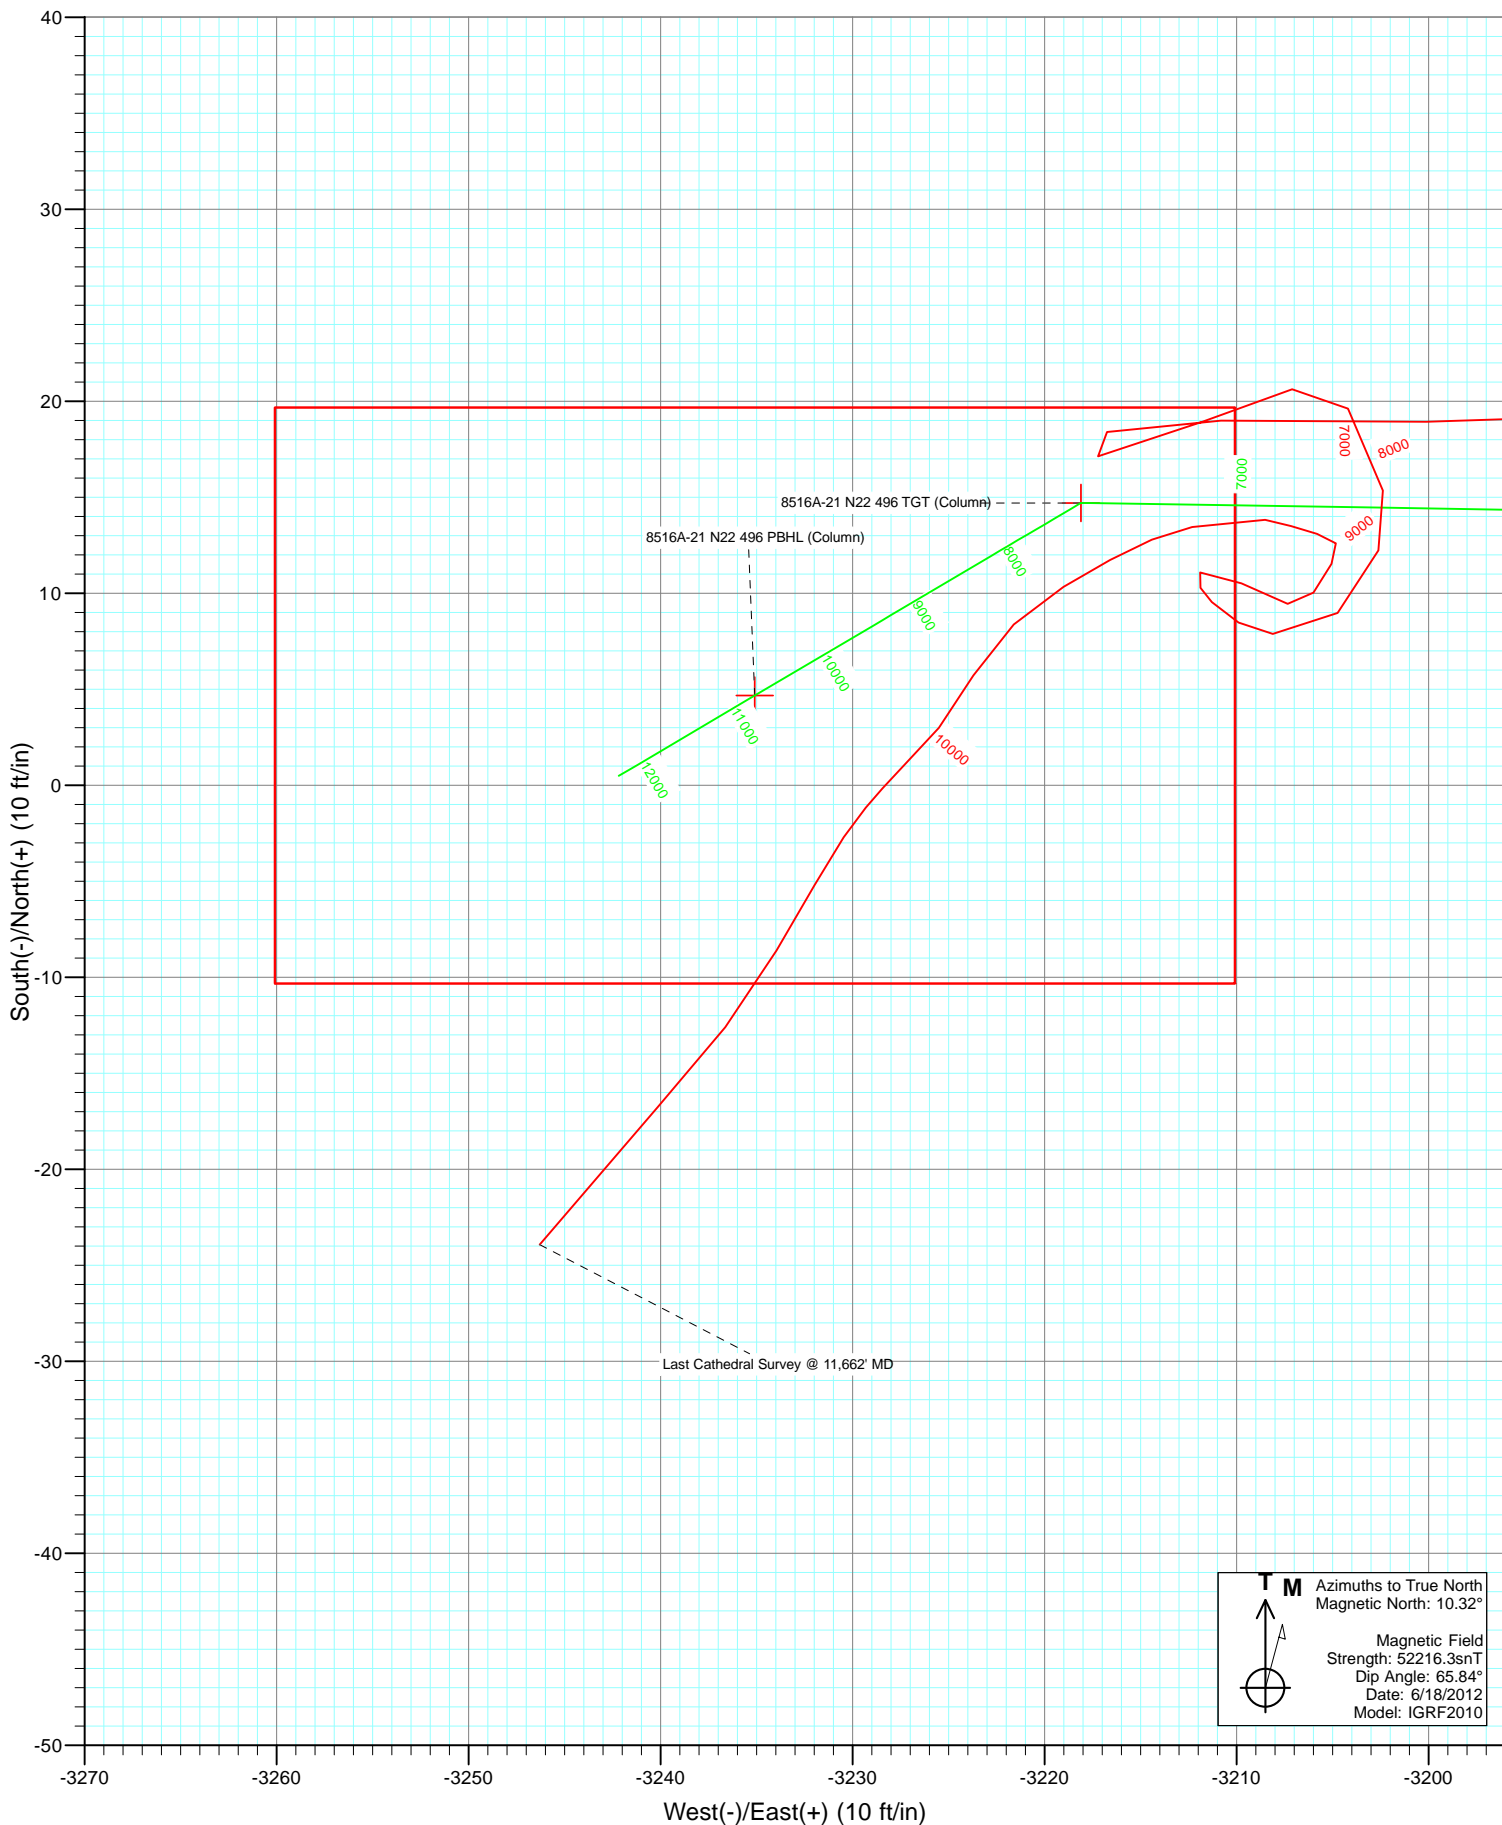 40
30
20
10
0
-10
-20
-30
-40
-50
South(-)/North(+) (10 ft/in)
-3270
-3260
-3250
-3240
-3230
-3220
-3210
-3200
West(-)/East(+) (10 ft/in)
8516A-21 N22 496 TGT (Column)
8516A-21 N22 496 PBHL (Column)
7000
8000
9000
10000
11000
12000
7000
8000
9000
10000
Last Cathedral Survey @ 11,662' MD
T M
Azimuths to True North
Magnetic North: 10.32°
Magnetic Field
Strength: 52216.3snT
Dip Angle: 65.84°
Date: 6/18/2012
Model: IGRF2010